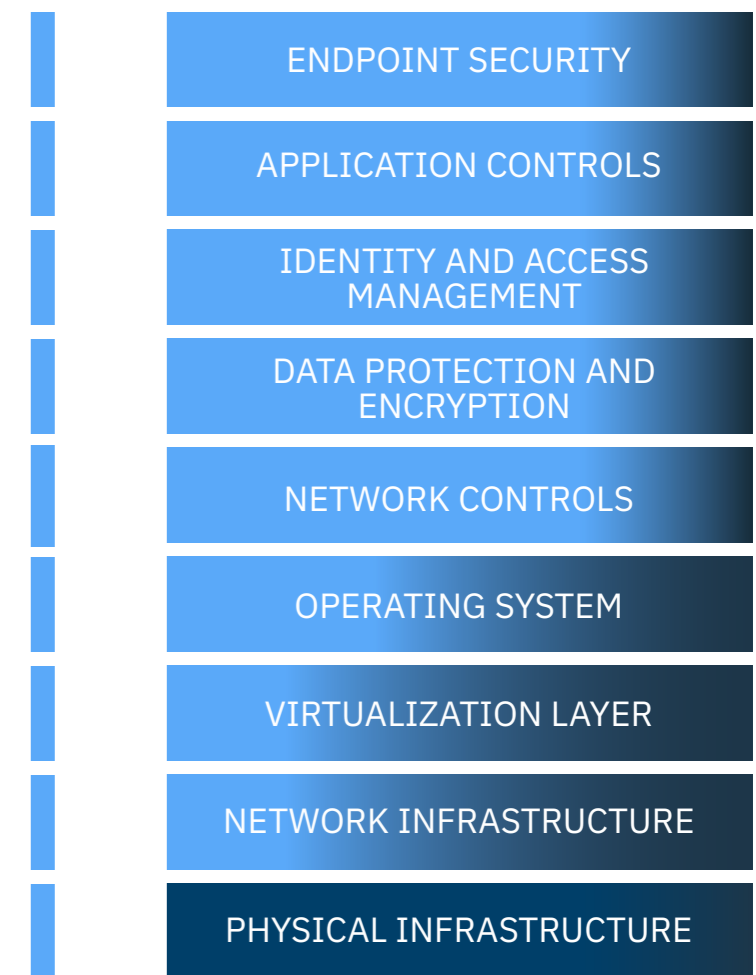 ENDPOINT SECURITY
APPLICATION CONTROLS
IDENTITY AND ACCESS
MANAGEMENT
DATA PROTECTION AND
ENCRYPTION
NETWORK CONTROLS
OPERATING SYSTEM
VIRTUALIZATION LAYER
NETWORK INFRASTRUCTURE
PHYSICAL INFRASTRUCTURE